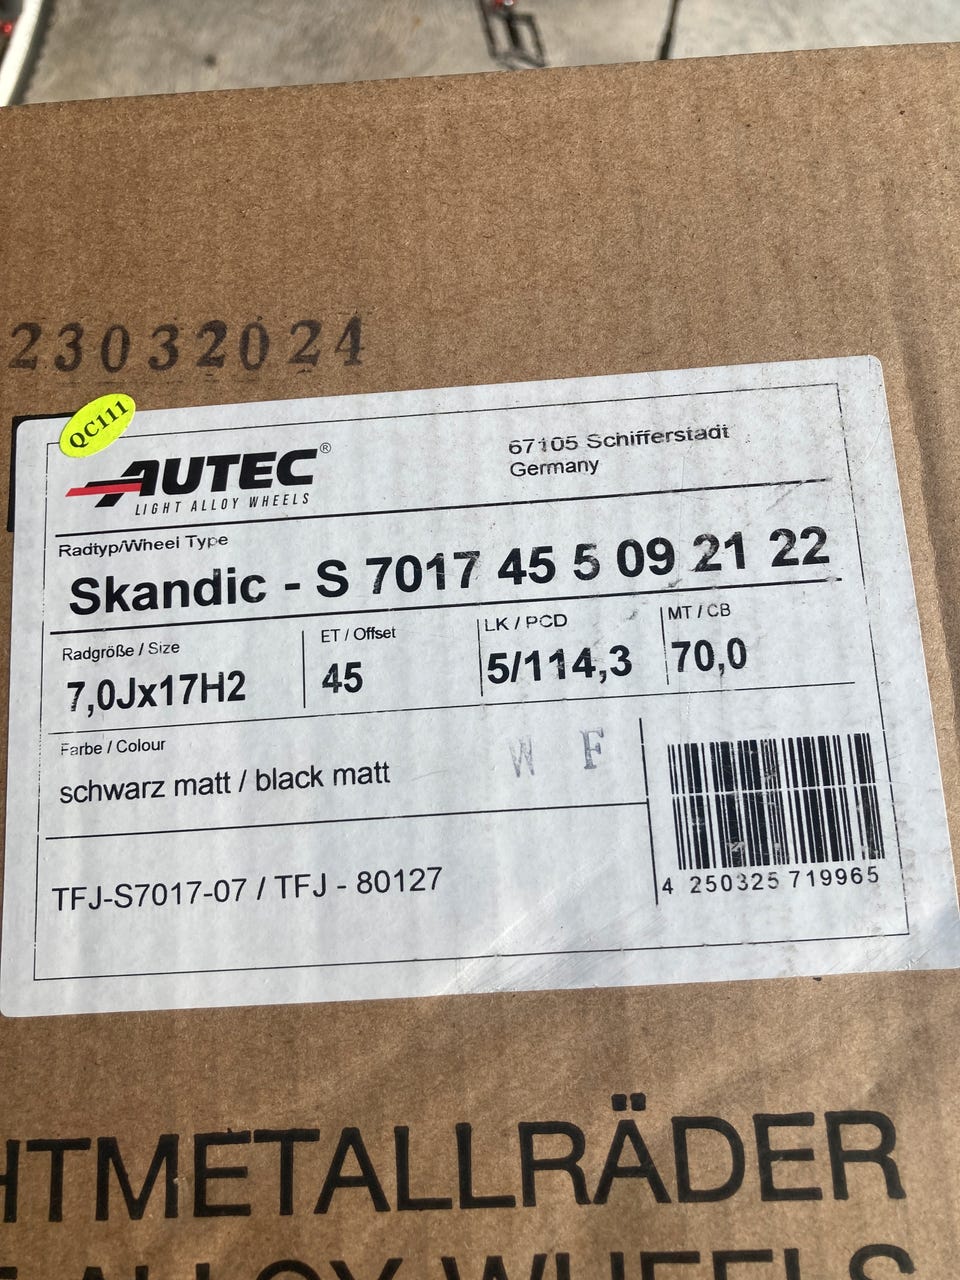 23032024
QC111
AUTEC®
LIGHT ALLOY WHEELS
67105 Schifferstadt
Germany
Radtyp/Wheel Type
Skandic - S 7017 45 5 09 21 22
Radgröße / Size
7,0Jx17H2
ET / Offset
45
LK / PCD
5/114,3
MT / CB
70,0
Farbe / Colour
schwarz matt / black matt
W F
TFJ-S7017-07 / TFJ - 80127
4 250325 719965
HTMETALLRÄDER
ALLOY WHEELS